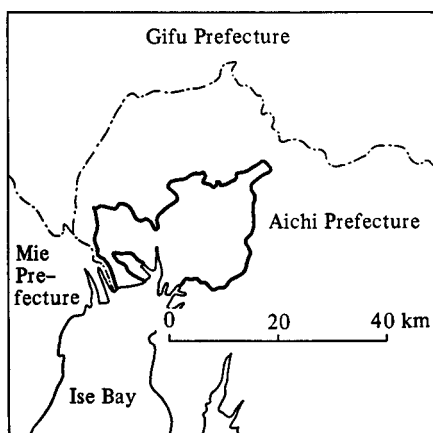 Gifu Prefecture
Aichi Prefecture
Mie
Pre-
fecture
0 20 40 km
Ise Bay